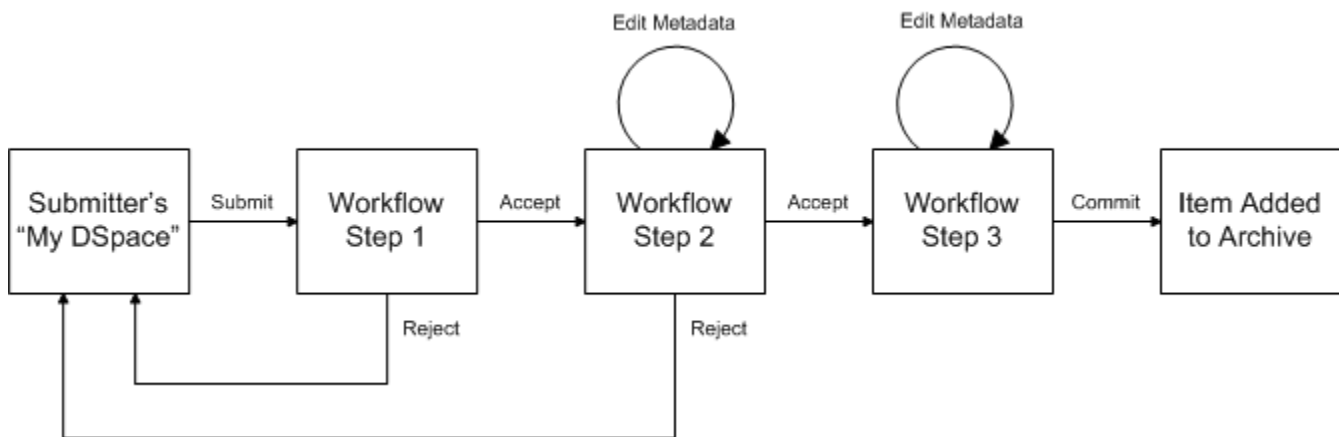 Edit Metadata
Edit Metadata
Submitter's
“My DSpace”
Submit
Workflow
Step 1
Accept
Workflow
Step 2
Accept
Workflow
Step 3
Commit
Item Added
to Archive
Reject
Reject